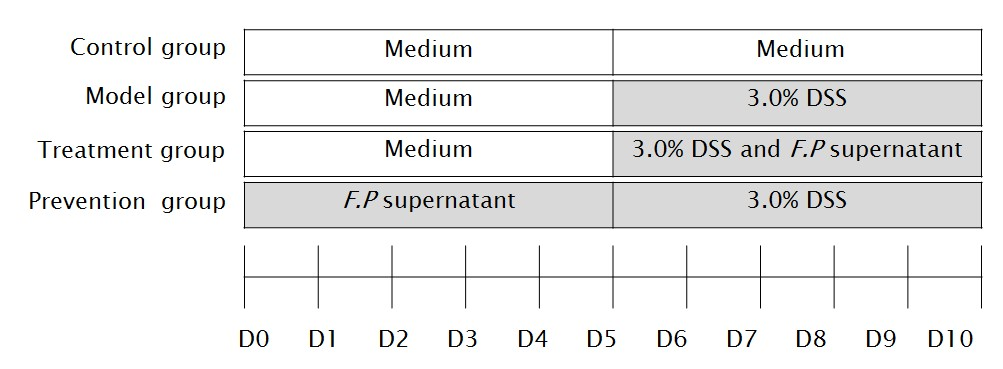 Control group Medium Medium
Model group Medium 3.0% DSS
Treatment group Medium 3.0% DSS and F.P supernatant
Prevention group F.P supernatant 3.0% DSS
D0 D1 D2 D3 D4 D5 D6 D7 D8 D9 D10